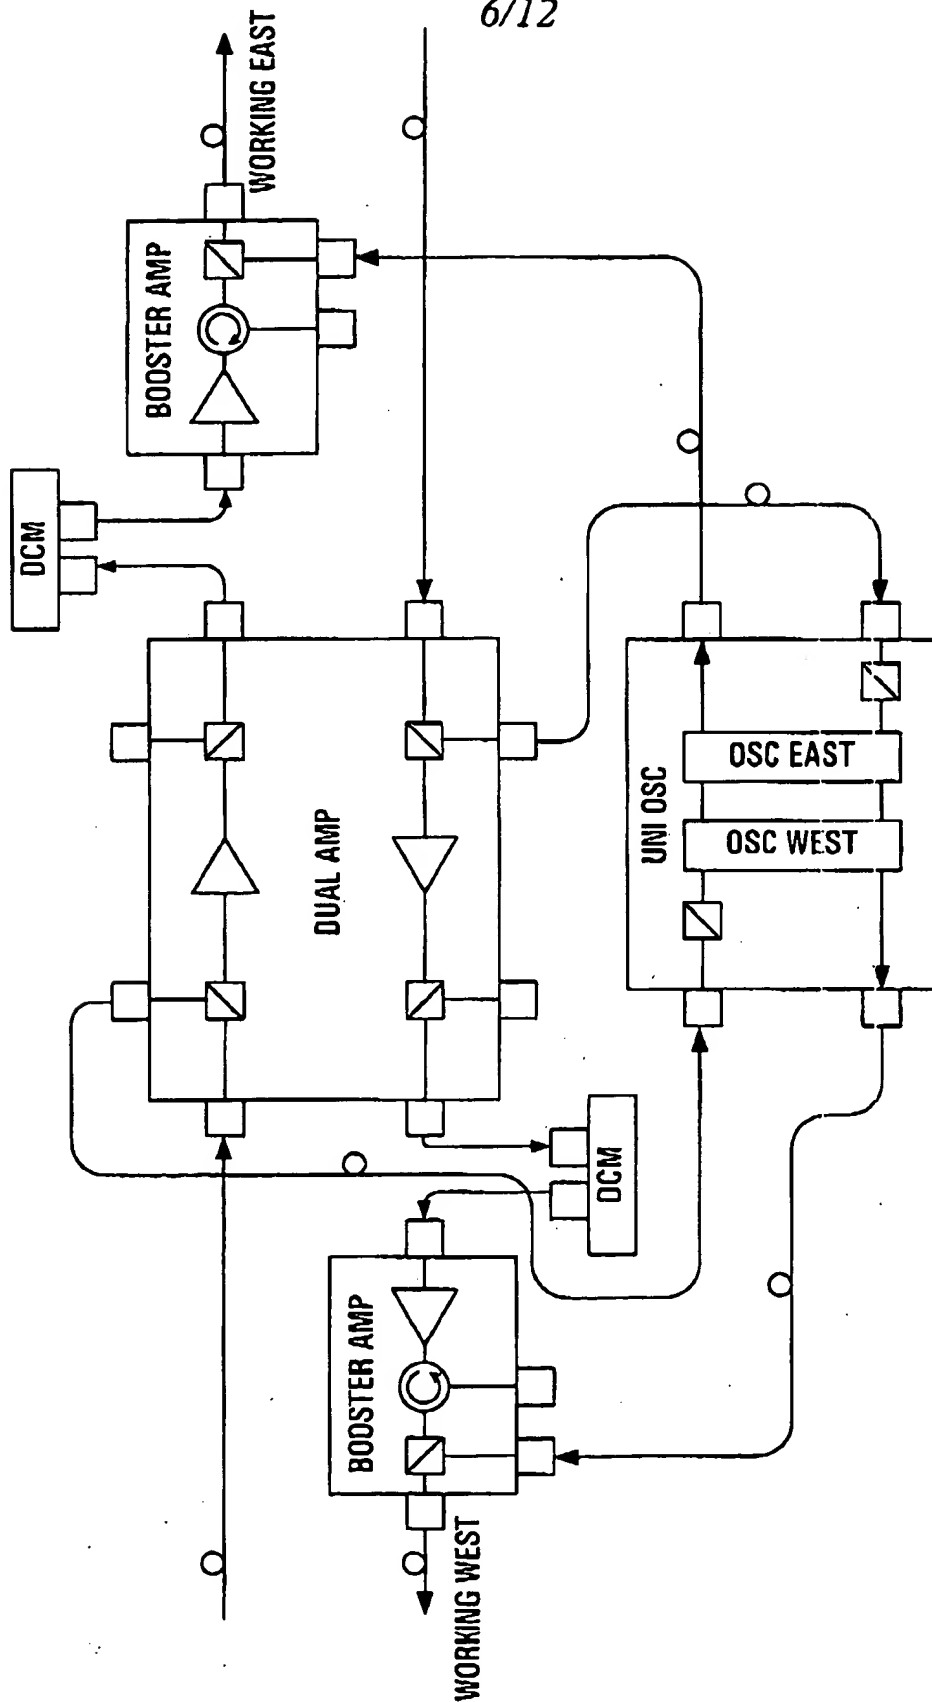 6/12
WORKING EAST
BOOSTER AMP
DCM
DUAL AMP
UNI OSC
OSC EAST
OSC WEST
DCM
BOOSTER AMP
WORKING WEST